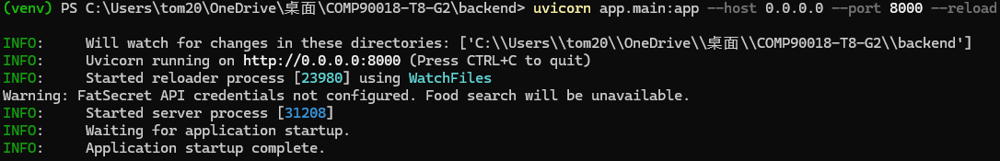 (venv) PS C:\Users\tom20\OneDrive\桌面\COMP90018-T8-G2\backend> uvicorn app.main:app --host 0.0.0.0 --port 8000 --reload
INFO:     Will watch for changes in these directories: ['C:\\Users\\tom20\\OneDrive\\桌面\\COMP90018-T8-G2\\backend']
INFO:     Uvicorn running on http://0.0.0.0:8000 (Press CTRL+C to quit)
INFO:     Started reloader process [23980] using WatchFiles
Warning: FatSecret API credentials not configured. Food search will be unavailable.
INFO:     Started server process [31208]
INFO:     Waiting for application startup.
INFO:     Application startup complete.